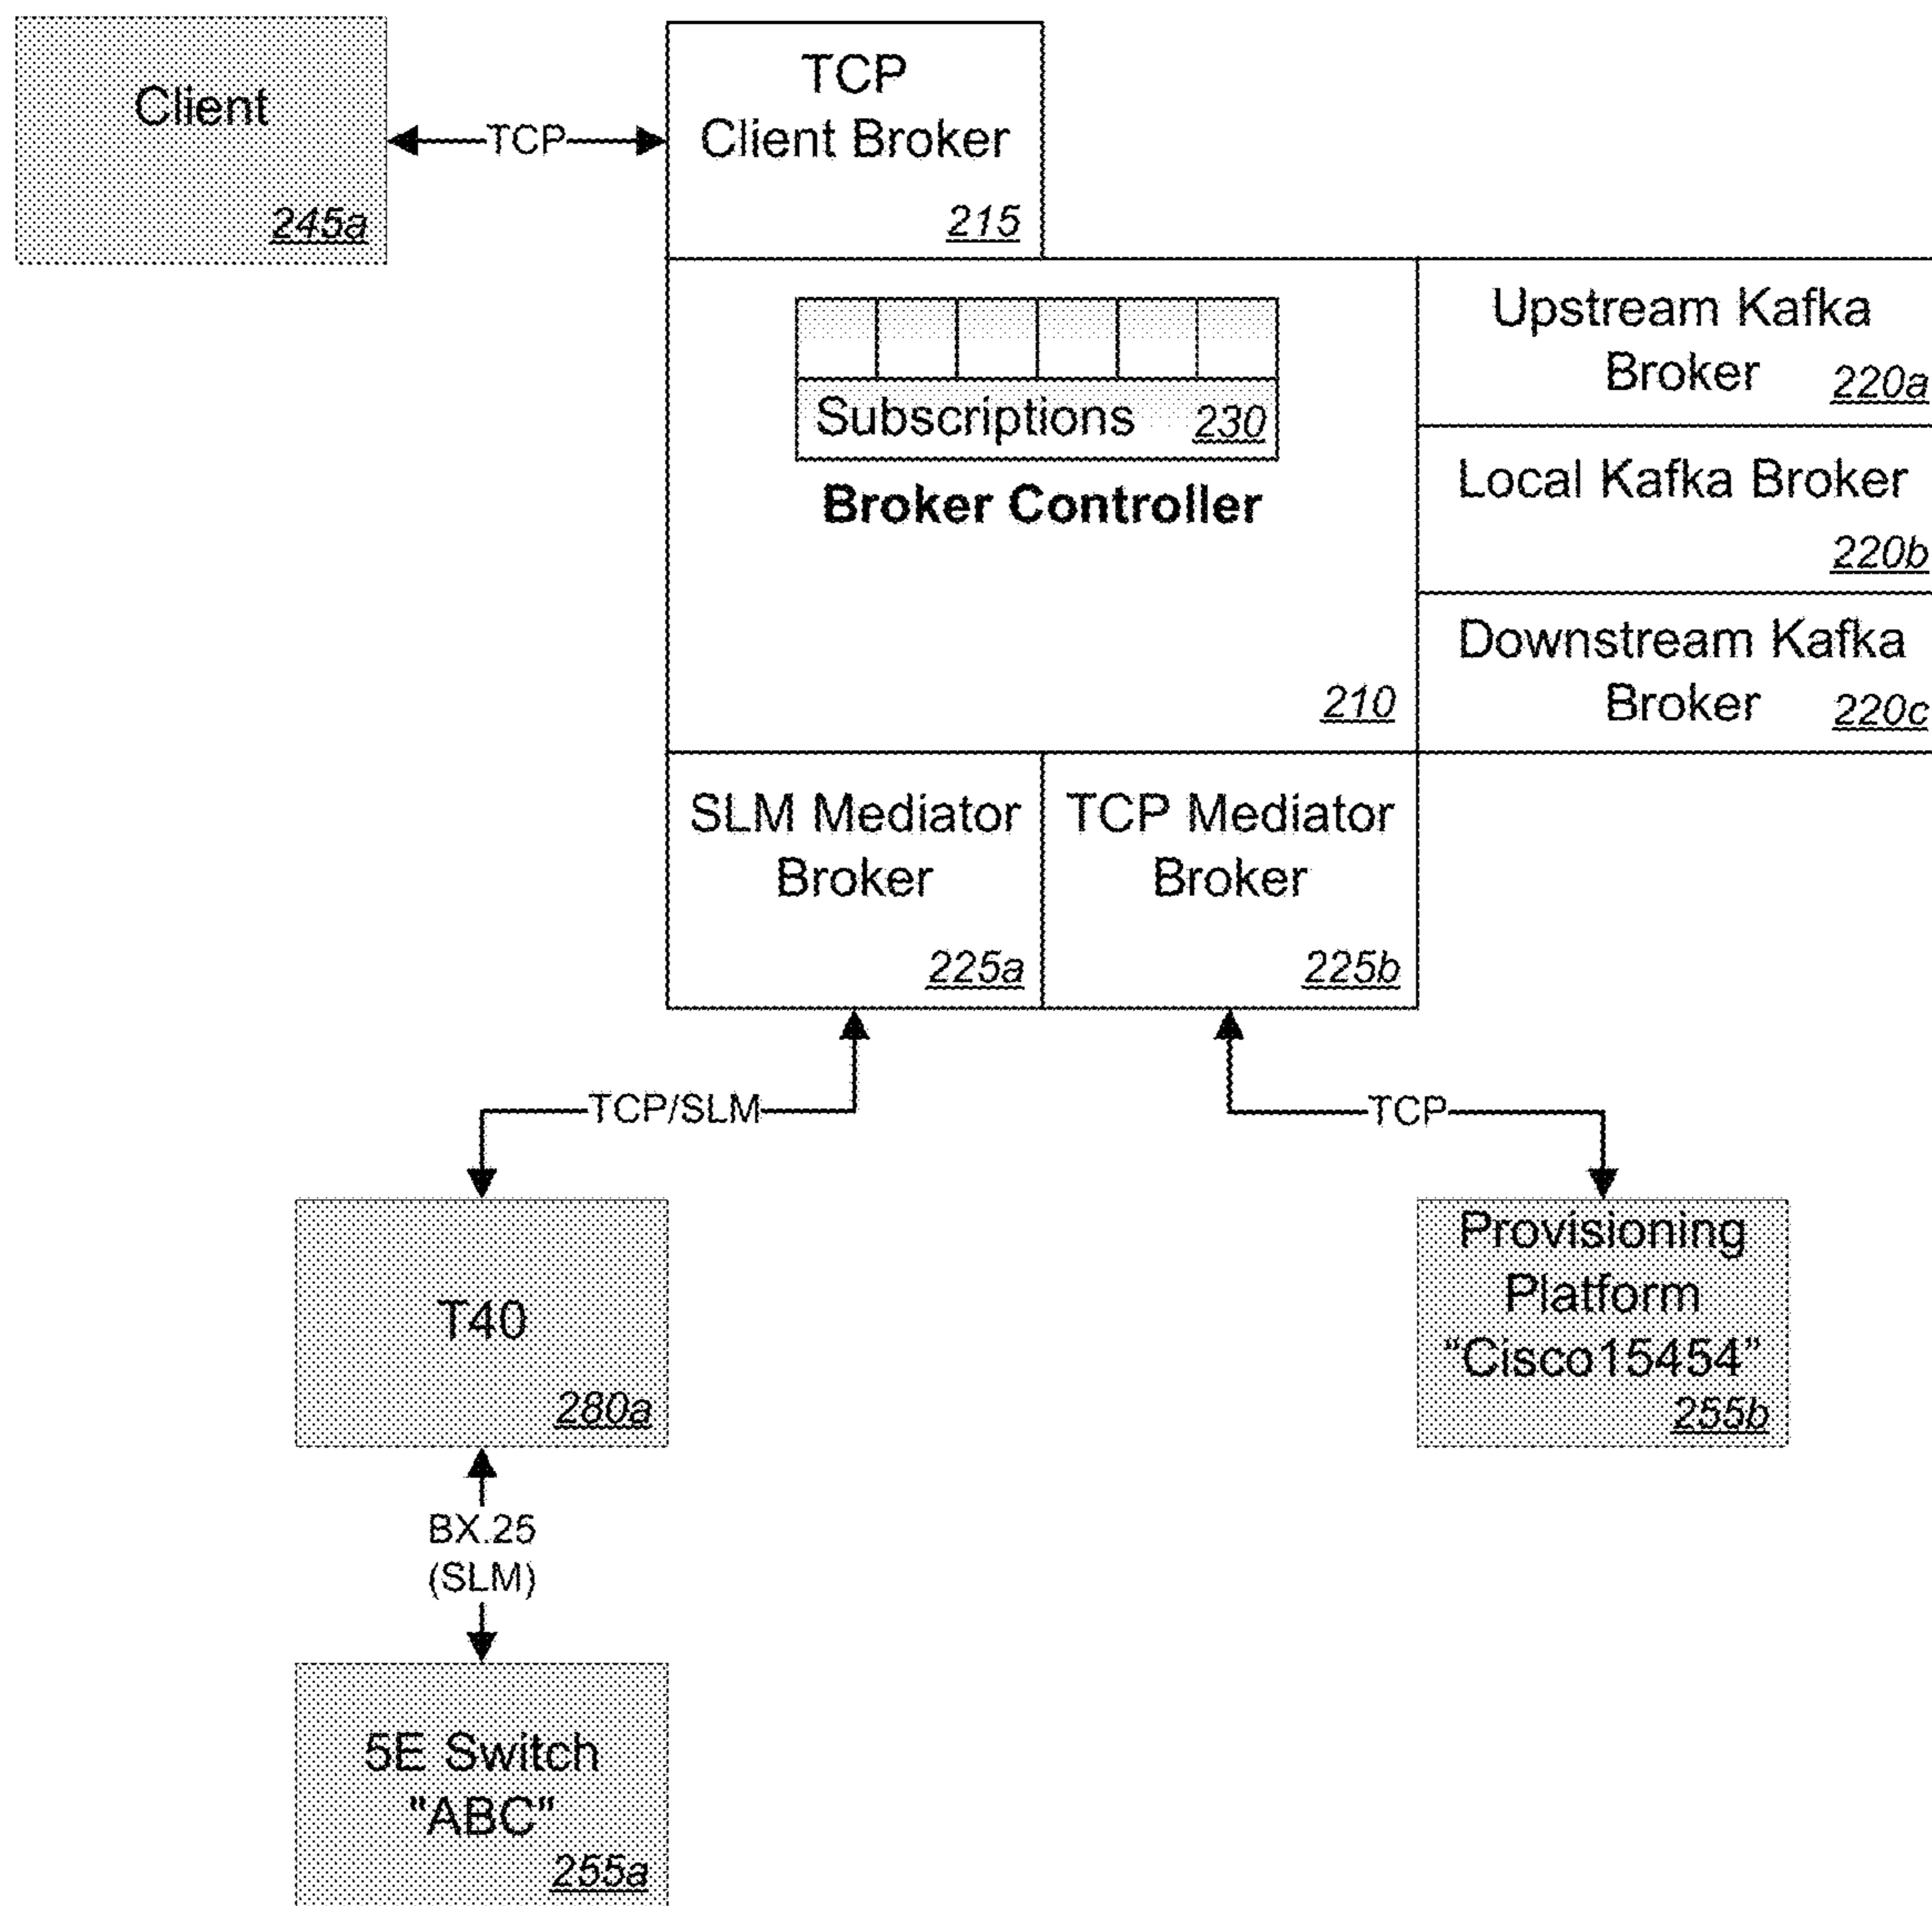 Client
245a
TCP
TCP
Client Broker
215
Subscriptions 230
Broker Controller
210
Upstream Kafka
Broker 220a
Local Kafka Broker
220b
Downstream Kafka
Broker 220c
SLM Mediator
Broker
225a
TCP Mediator
Broker
225b
TCP/SLM
TCP
T40
280a
Provisioning
Platform
“Cisco15454”
255b
BX.25
(SLM)
5E Switch
"ABC"
255a